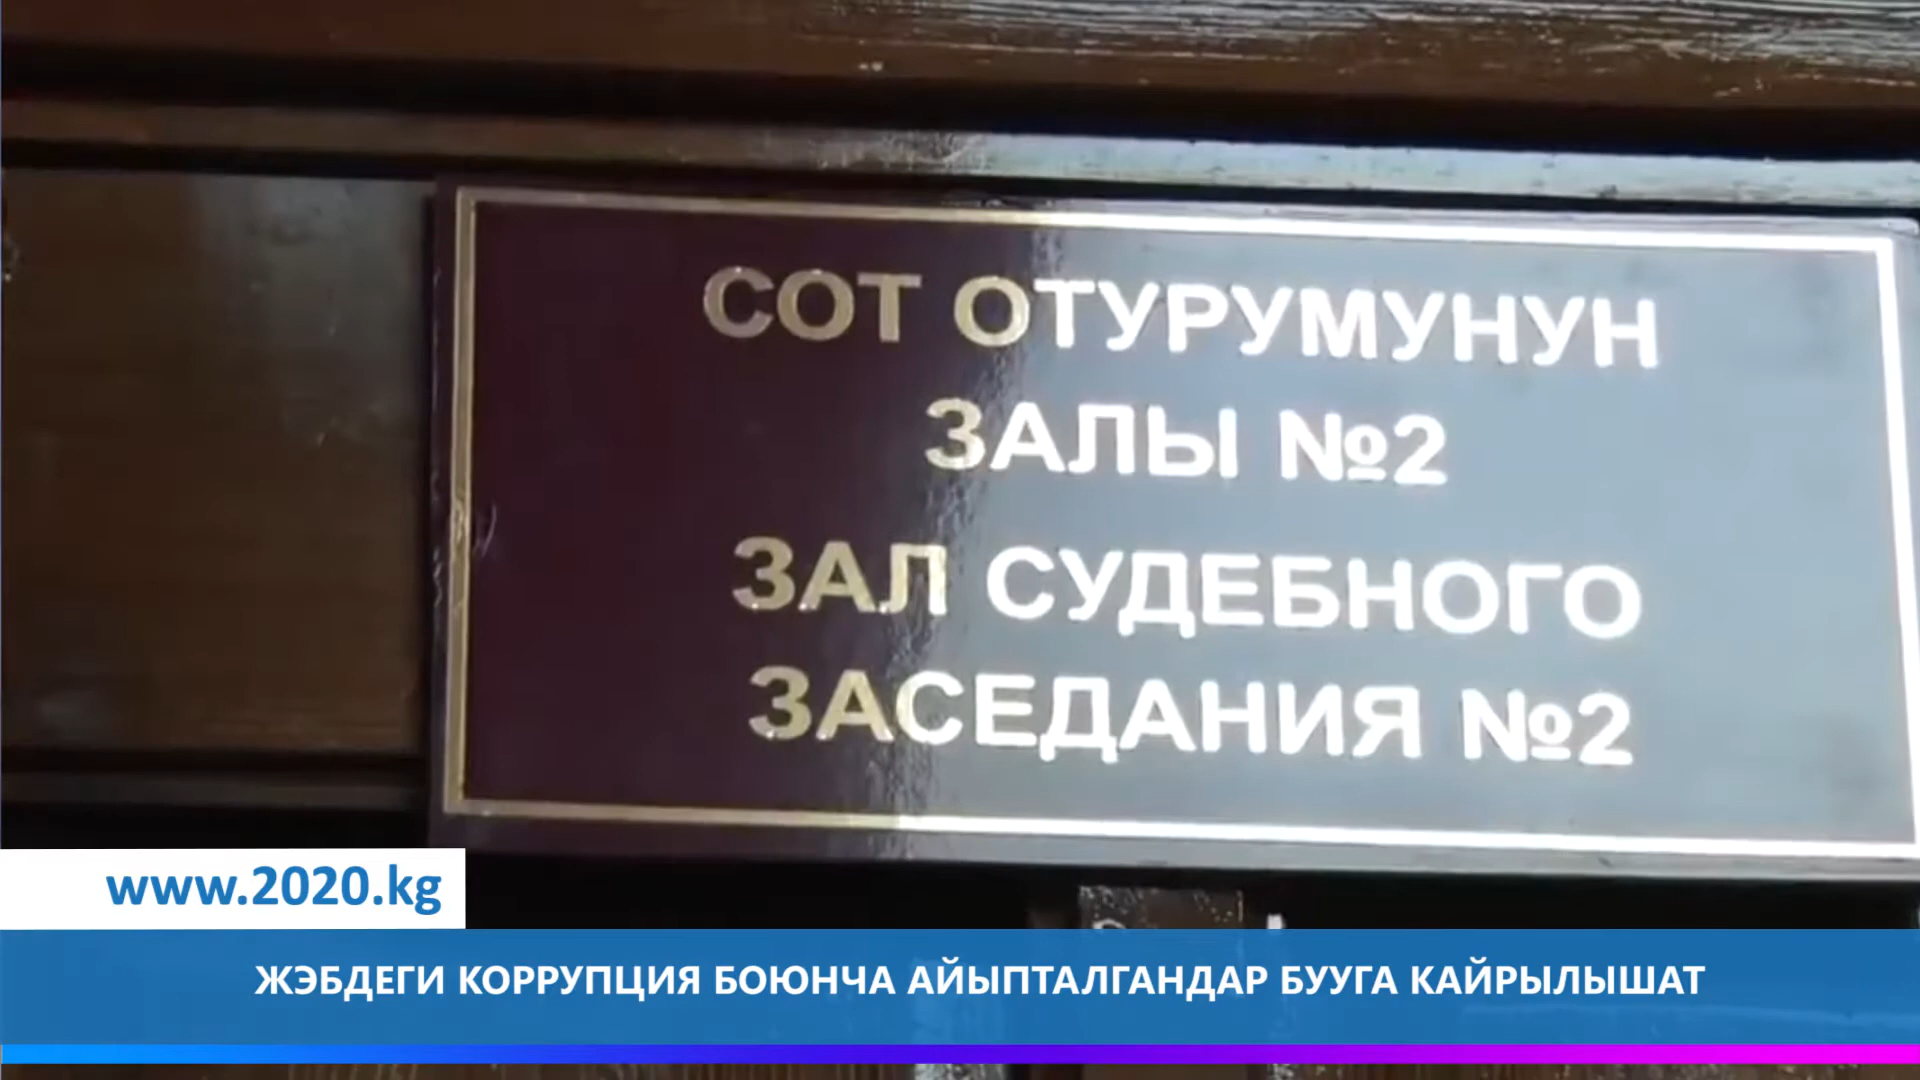 СОТ ОТУРУМУНУН
ЗАЛЫ №2
ЗАЛ СУДЕБНОГО
ЗАСЕДАНИЯ №2
www.2020.kg
ЖЭБДЕГИ КОРРУПЦИЯ БОЮНЧА АЙЫПТАЛГАНДАР БУУГА КАЙРЫЛЫШАТ